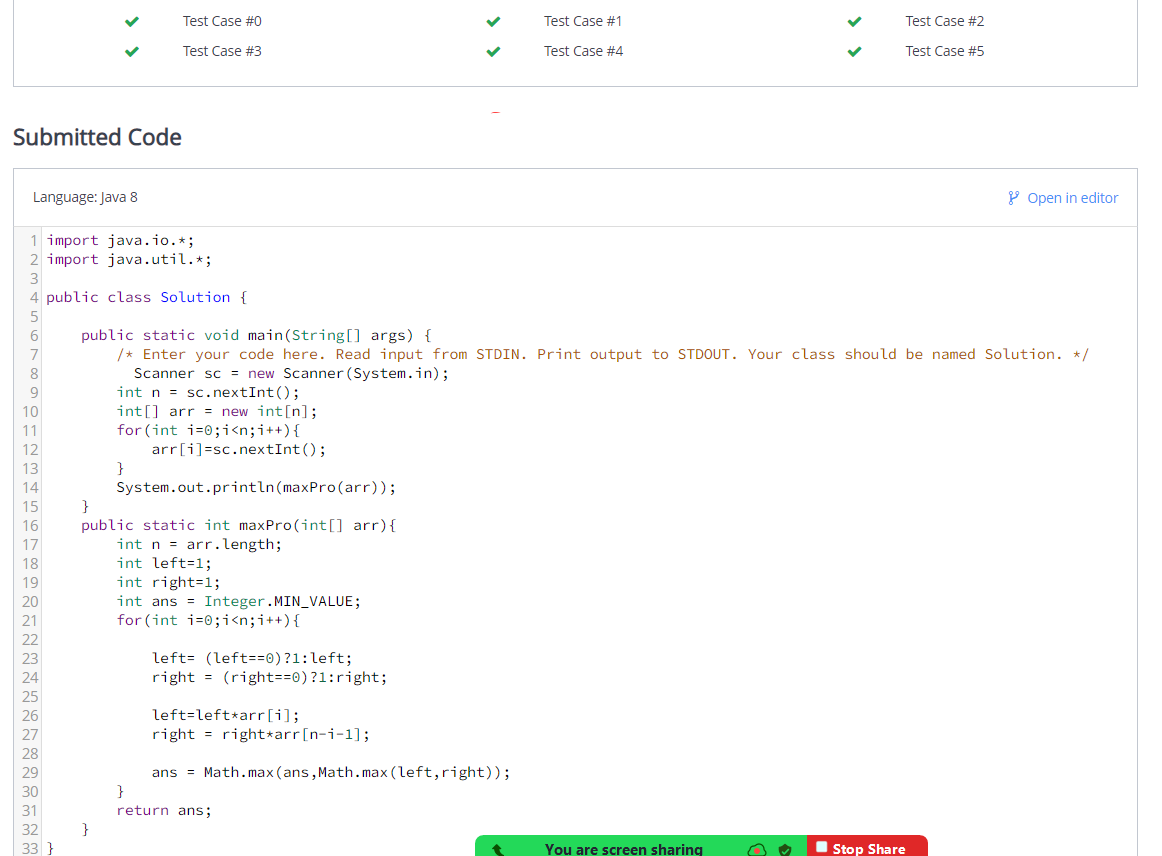 Test Case #0 Test Case #1 Test Case #2
Test Case #3 Test Case #4 Test Case #5
Submitted Code
Language: Java 8 Open in editor
1 import java.io.*;
2 import java.util.*;
3
4 public class Solution {
5
6     public static void main(String[] args) {
7         /* Enter your code here. Read input from STDIN. Print output to STDOUT. Your class should be named Solution. */
8           Scanner sc = new Scanner(System.in);
9         int n = sc.nextInt();
10         int[] arr = new int[n];
11         for(int i=0;i<n;i++){
12             arr[i]=sc.nextInt();
13         }
14         System.out.println(maxPro(arr));
15     }
16     public static int maxPro(int[] arr){
17         int n = arr.length;
18         int left=1;
19         int right=1;
20         int ans = Integer.MIN_VALUE;
21         for(int i=0;i<n;i++){
22
23             left= (left==0)?1:left;
24             right = (right==0)?1:right;
25
26             left=left*arr[i];
27             right = right*arr[n-i-1];
28
29             ans = Math.max(ans,Math.max(left,right));
30         }
31         return ans;
32     }
33 }
You are screen sharing Stop Share